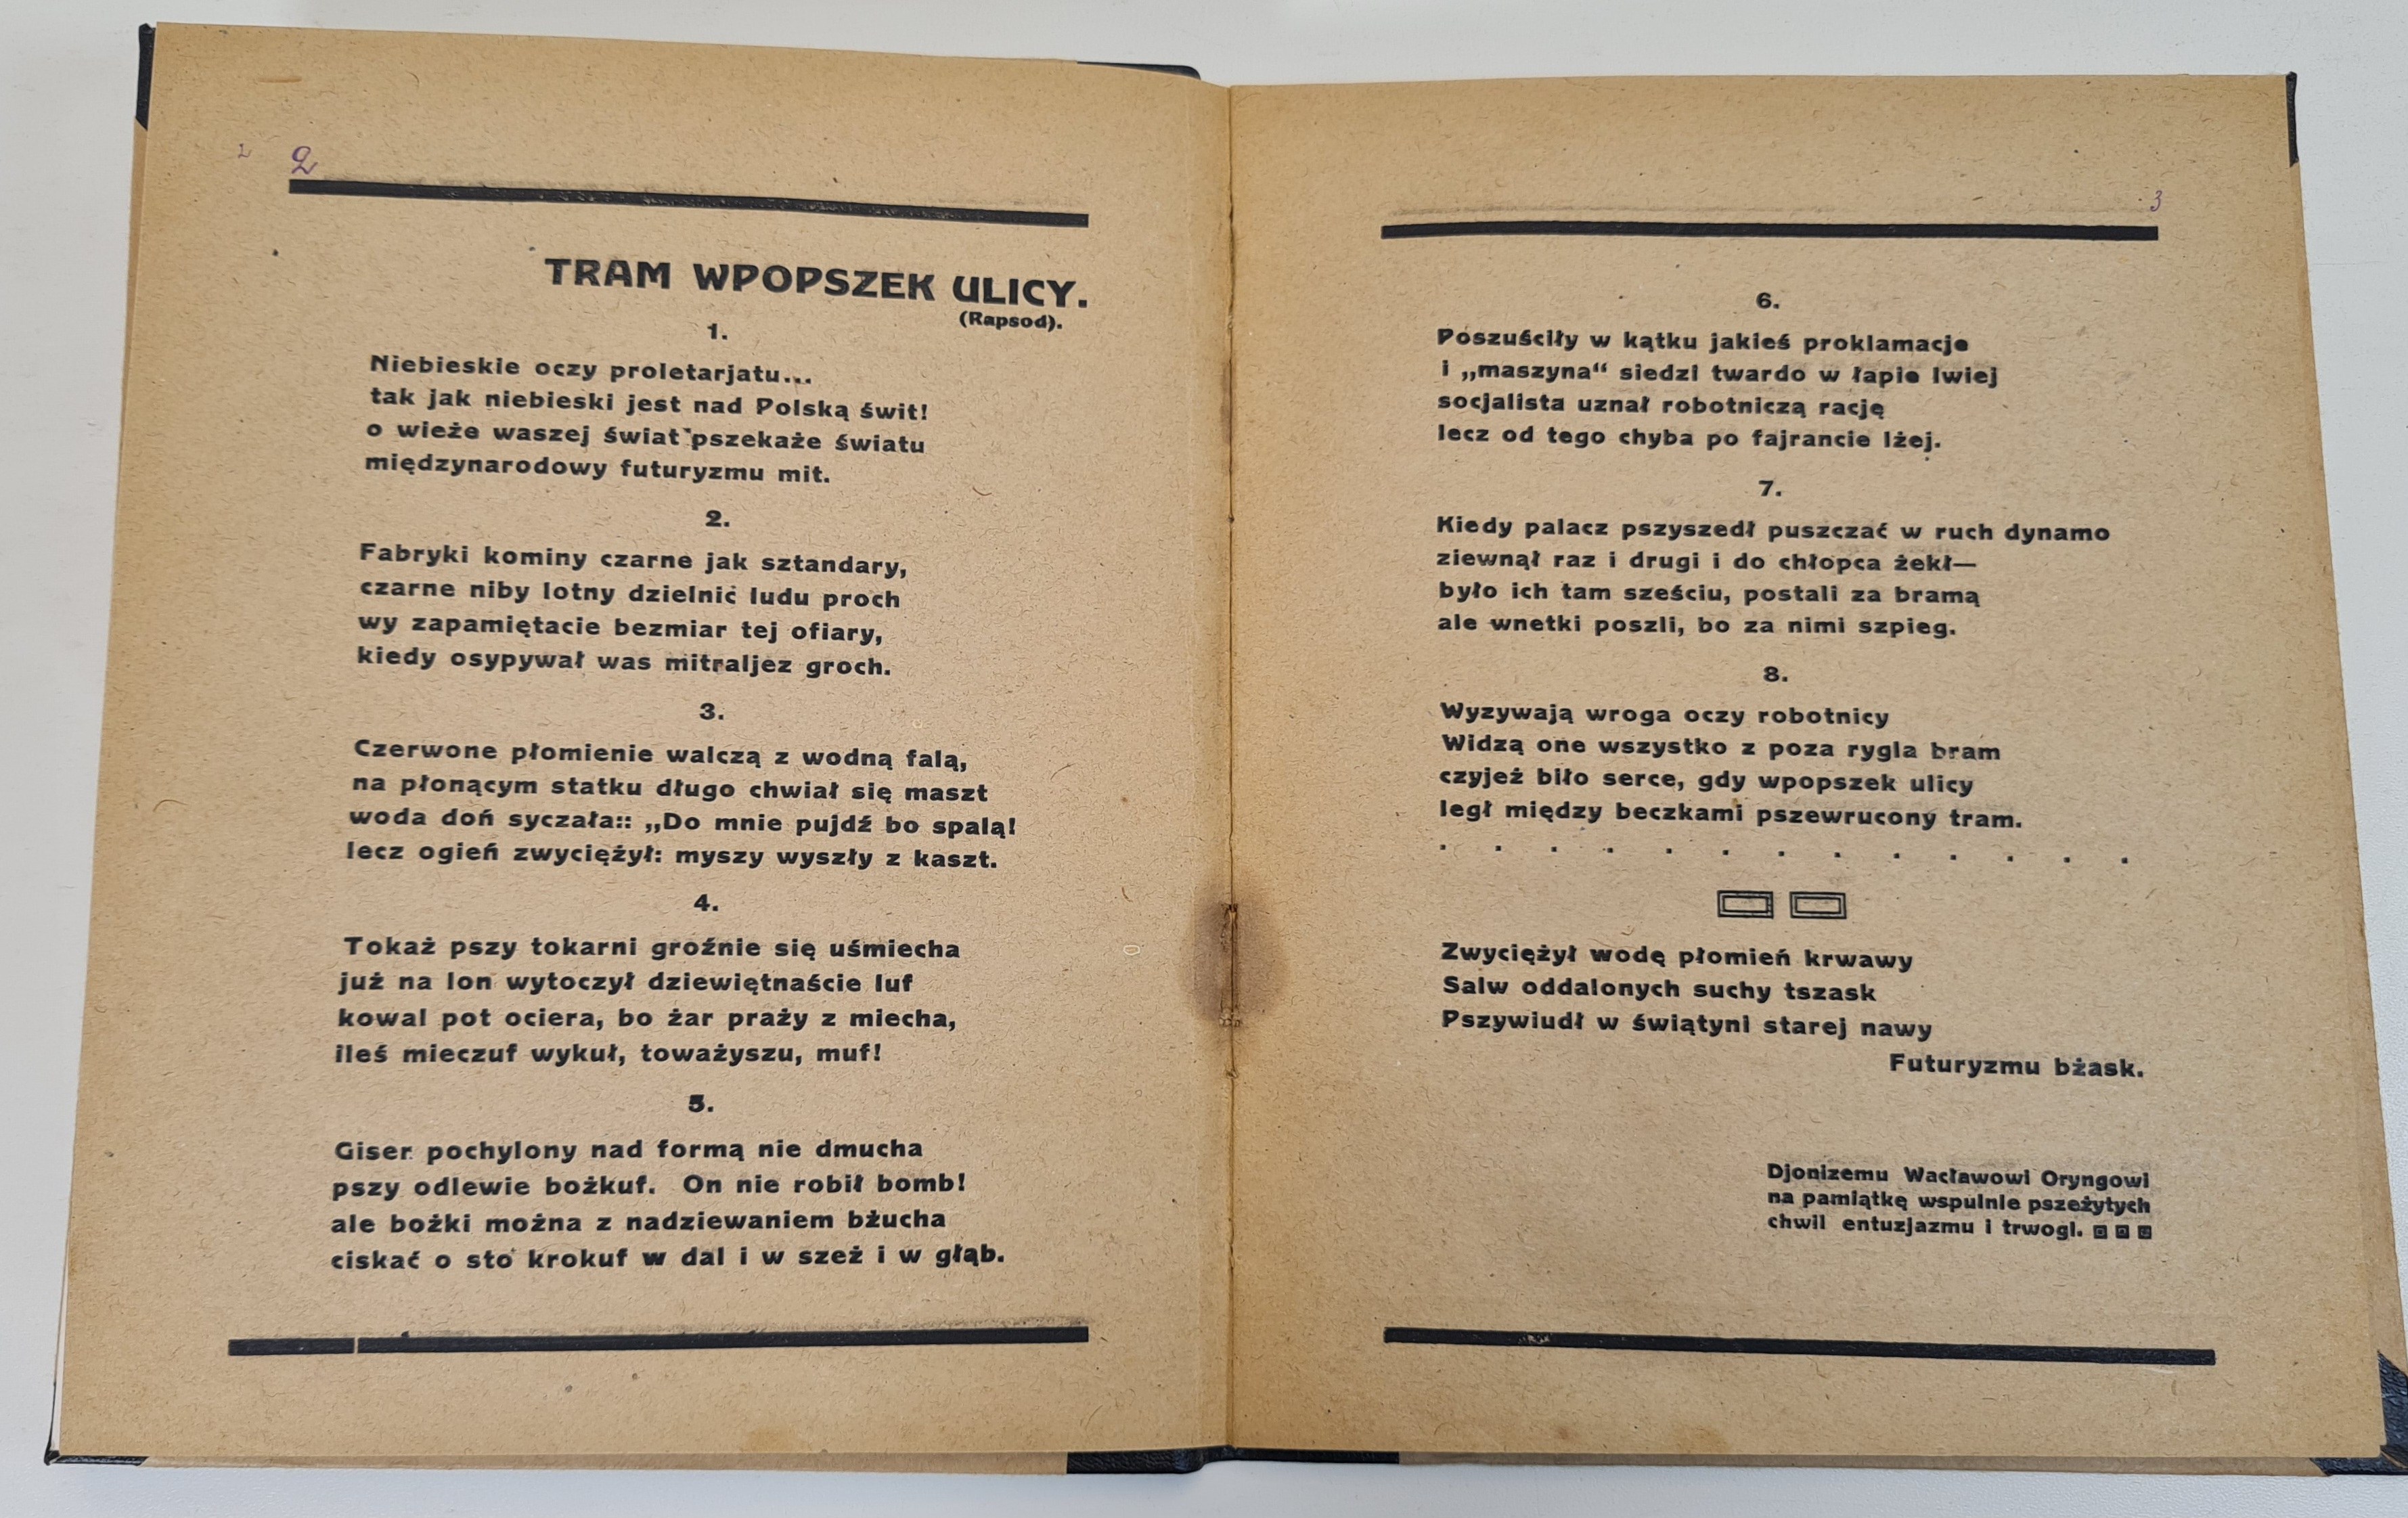 2 2
TRAM WPOPSZEK ULICY.
(Rapsod).
1.
Niebieskie oczy proletarjatu...
tak jak niebieski jest nad Polską świt!
o wieże waszej świat pszekaże światu
międzynarodowy futuryzmu mit.
2.
Fabryki kominy czarne jak sztandary,
czarne niby lotny dzielnic ludu proch
wy zapamiętacie bezmiar tej ofiary,
kiedy osypywał was mitraljez groch.
3.
Czerwone płomienie walczą z wodną falą,
na płonącym statku długo chwiał się maszt
woda doń syczała:: „Do mnie pujdź bo spalą!
lecz ogień zwyciężył: myszy wyszły z kaszt.
4.
Tokaż pszy tokarni groźnie się uśmiecha
już na lon wytoczył dziewiętnaście luf
kowal pot ociera, bo żar praży z miecha,
ileś mieczuf wykuł, toważyszu, muf!
5.
Giser pochylony nad formą nie dmucha
pszy odlewie bożkuf. On nie robił bomb!
ale bożki można z nadziewaniem bżucha
ciskać o sto krokuf w dal i w szeż i w głąb.
3
6.
Poszuściły w kątku jakieś proklamacje
i „maszyna“ siedzi twardo w łapie lwiej
socjalista uznał robotniczą rację
lecz od tego chyba po fajrancie lżej.
7.
Kiedy palacz pszyszedł puszczać w ruch dynamo
ziewnął raz i drugi i do chłopca żekł—
było ich tam sześciu, postali za bramą
ale wnetki poszli, bo za nimi szpieg.
8.
Wyzywają wroga oczy robotnicy
Widzą one wszystko z poza rygla bram
czyjeż biło serce, gdy wpopszek ulicy
legł między beczkami pszewrucony tram.
. . . . . . . . . . . . .
Zwyciężył wodę płomień krwawy
Salw oddalonych suchy tszask
Pszywiudł w świątyni starej nawy
Futuryzmu bżask.
Djonizemu Wacławowi Oryngowi
na pamiątkę wspulnie pszeżytych
chwil entuzjazmu i trwogi.